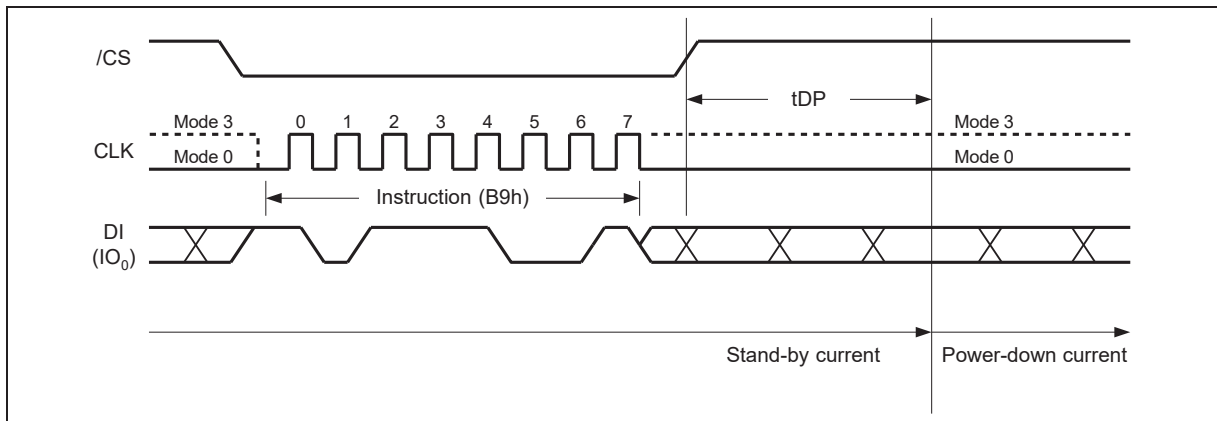 /CS
tDP
Mode 3
0 1 2 3 4 5 6 7
Mode 3
CLK
Mode 0
Mode 0
Instruction (B9h)
DI
(IO₀)
Stand-by current
Power-down current